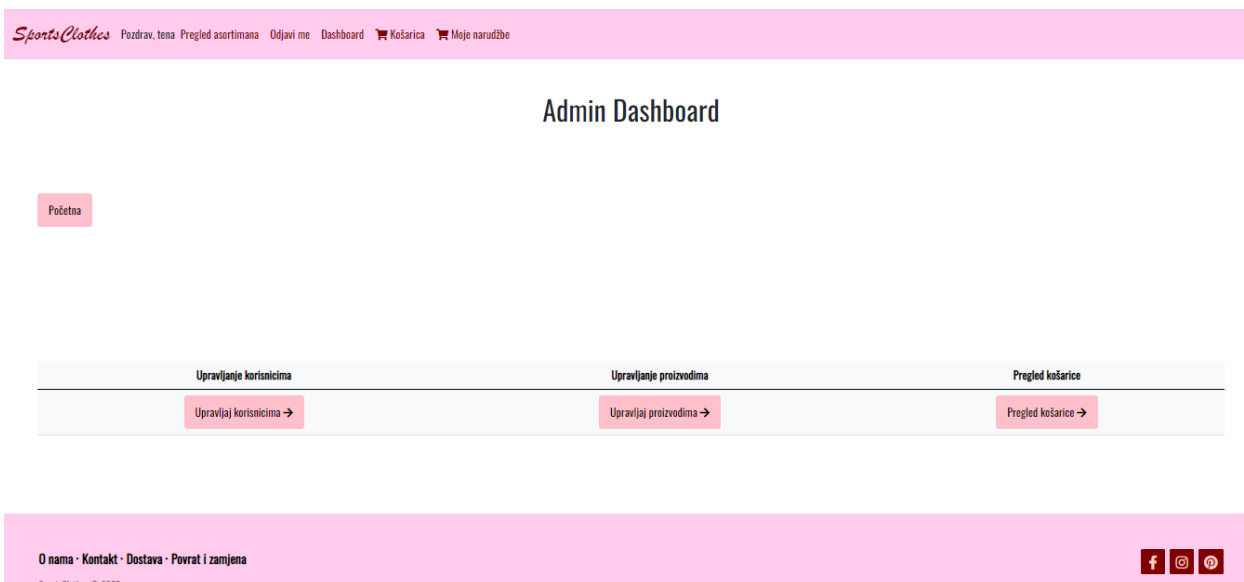 SportsClothes Pozdrav, tena Pregled asortimana Odjavi me Dashboard Košarica Moje narudžbe
Admin Dashboard
Početna
Upravljanje korisnicima Upravljanje proizvodima Pregled košarice
Upravljaj korisnicima → Upravljaj proizvodima → Pregled košarice →
O nama · Kontakt · Dostava · Povrat i zamjena